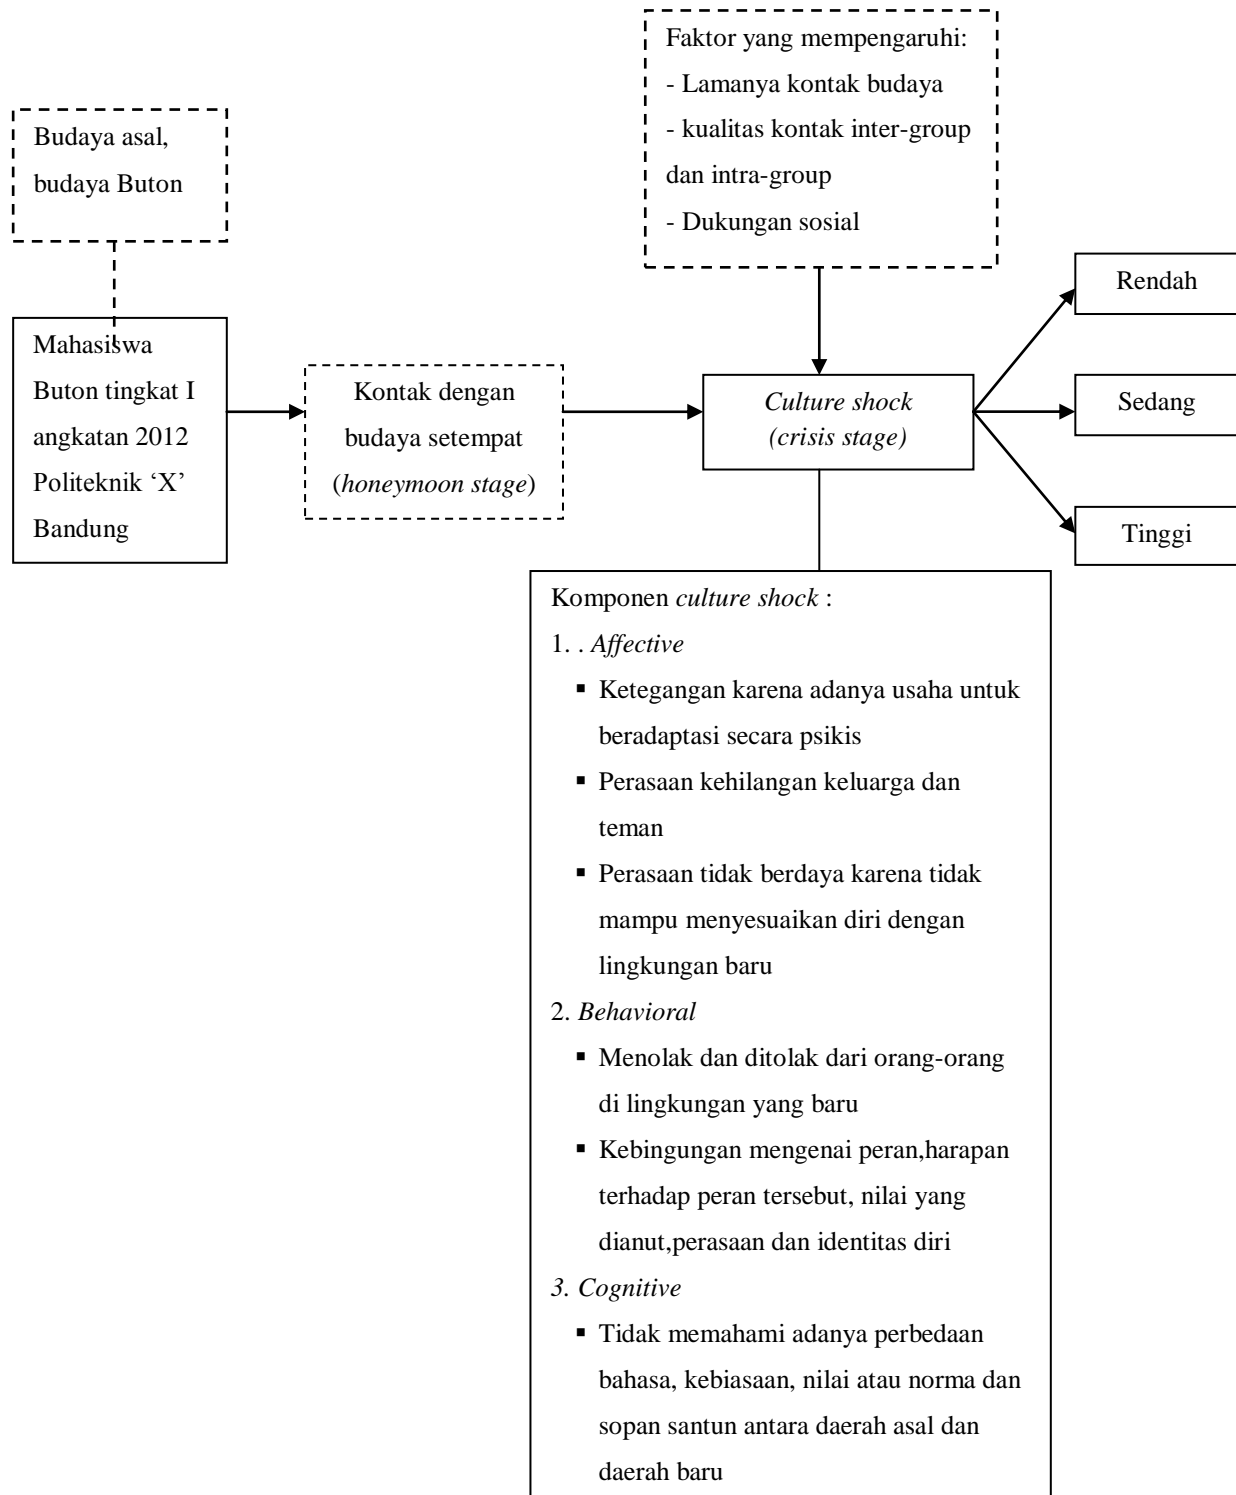 Faktor yang mempengaruhi:
- Lamanya kontak budaya
- kualitas kontak inter-group
dan intra-group
- Dukungan sosial
Budaya asal,
budaya Buton
Mahasiswa
Buton tingkat I
angkatan 2012
Politeknik ‘X’
Bandung
Kontak dengan
budaya setempat
(honeymoon stage)
Culture shock
(crisis stage)
Rendah
Sedang
Tinggi
Komponen culture shock :
1. . Affective
▪ Ketegangan karena adanya usaha untuk
beradaptasi secara psikis
▪ Perasaan kehilangan keluarga dan
teman
▪ Perasaan tidak berdaya karena tidak
mampu menyesuaikan diri dengan
lingkungan baru
2. Behavioral
▪ Menolak dan ditolak dari orang-orang
di lingkungan yang baru
▪ Kebingungan mengenai peran,harapan
terhadap peran tersebut, nilai yang
dianut,perasaan dan identitas diri
3. Cognitive
▪ Tidak memahami adanya perbedaan
bahasa, kebiasaan, nilai atau norma dan
sopan santun antara daerah asal dan
daerah baru